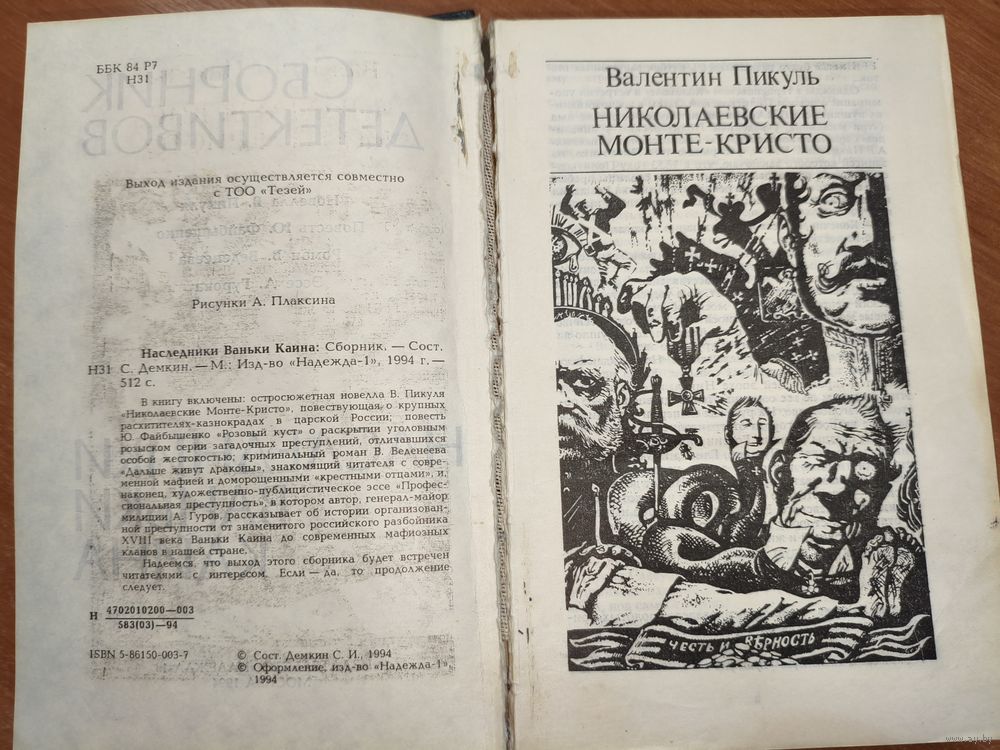 ББК 84 Р7
Н31
СБОРНИК
ДЕТЕКТИВОВ
Выход издания осуществляется совместно
с ТОО «Тезей»
Рисунки А. Плаксина
Наследники Ваньки Каина: Сборник. — Сост.
Н31 С. Демкин. — М.: Изд-во «Надежда-1», 1994 г. —
512 с.
В книгу включены: остросюжетная новелла В. Пикуля
«Николаевские Монте-Кристо», повествующая о крупных
расхитителях-казнокрадах в царской России; повесть
Ю. Файбышенко «Розовый куст» о раскрытии уголовным
розыском серии загадочных преступлений, отличавшихся
особой жестокостью; криминальный роман В. Веденеева
«Дальше живут драконы», знакомящий читателя с совре-
менной мафией и доморощенными «крестными отцами», и,
наконец, художественно-публицистическое эссе «Профес-
сиональная преступность», в котором автор, генерал-майор
милиции А. Гуров, рассказывает об истории организован-
ной преступности от знаменитого российского разбойника
XVIII века Ваньки Каина до современных мафиозных
кланов в нашей стране.
Надеемся, что выход этого сборника будет встречен
читателями с интересом. Если — да, то продолжение
следует.
Н 4702010200—003
583(03)—94
ISBN 5-86150-003-7
© Сост. Демкин С. И., 1994
© Оформление, изд-во «Надежда-1»
1994
Валентин Пикуль
НИКОЛАЕВСКИЕ
МОНТЕ-КРИСТО
ЧЕСТЬ И ВѢРНОСТЬ